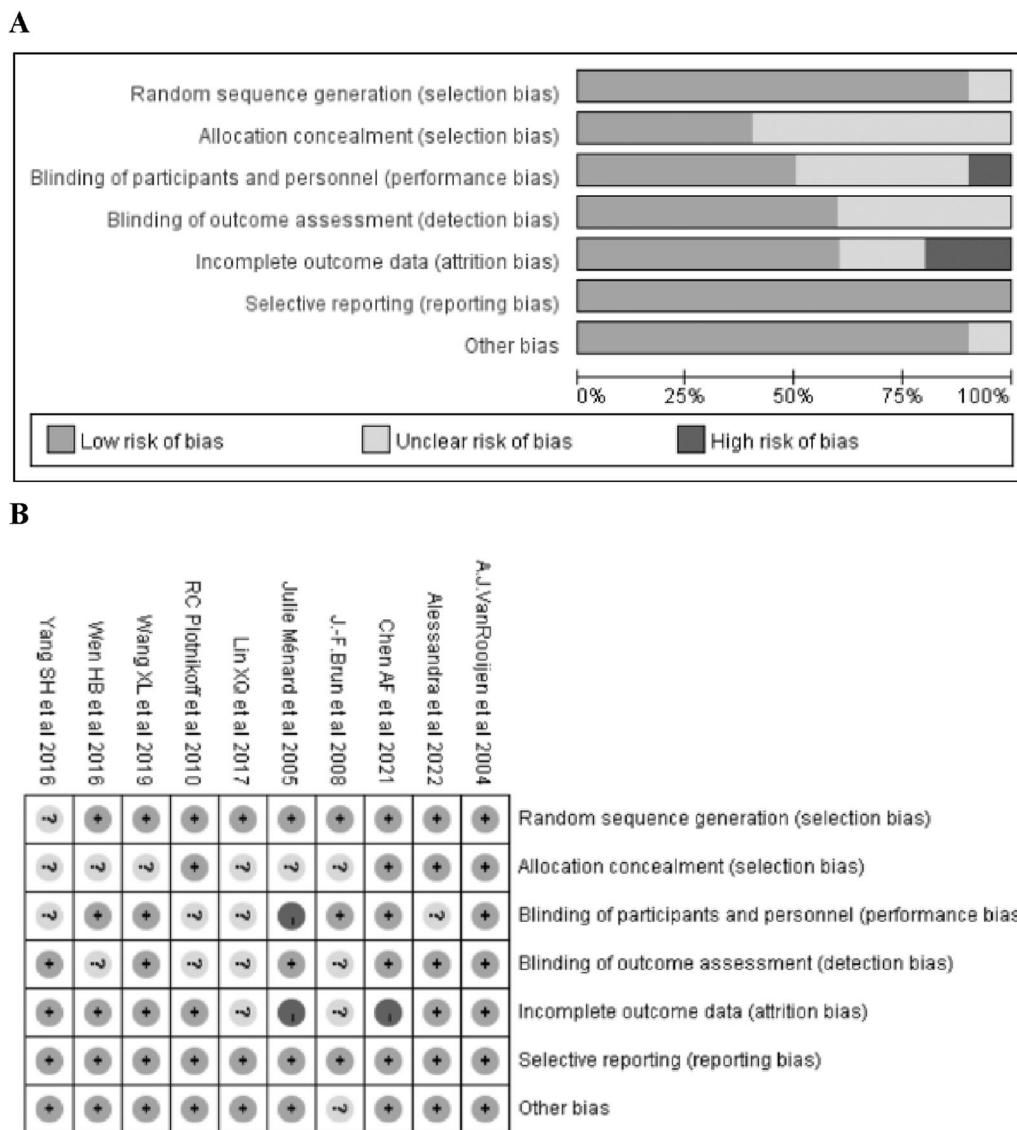 A
Random sequence generation (selection bias)
Allocation concealment (selection bias)
Blinding of participants and personnel (performance bias)
Blinding of outcome assessment (detection bias)
Incomplete outcome data (attrition bias)
Selective reporting (reporting bias)
Other bias
0% 25% 50% 75% 100%
Low risk of bias Unclear risk of bias High risk of bias
B
Yang SH et al 2016
Wen HB et al 2016
Wang XL et al 2019
RC Plotnikoff et al 2010
Lin XQ et al 2017
Julie Ménard et al 2005
J.-F.Brun et al 2008
Chen AF et al 2021
Alessandra et al 2022
A.J.VanRooijen et al 2004
? + + + + + + + + + Random sequence generation (selection bias)
? ? ? + ? ? ? + + + Allocation concealment (selection bias)
? + + ? ? - + + ? + Blinding of participants and personnel (performance bias
+ ? + ? ? + ? + + + Blinding of outcome assessment (detection bias)
+ + + + ? - ? - + + Incomplete outcome data (attrition bias)
+ + + + + + + + + + Selective reporting (reporting bias)
+ + + + + + ? + + + Other bias